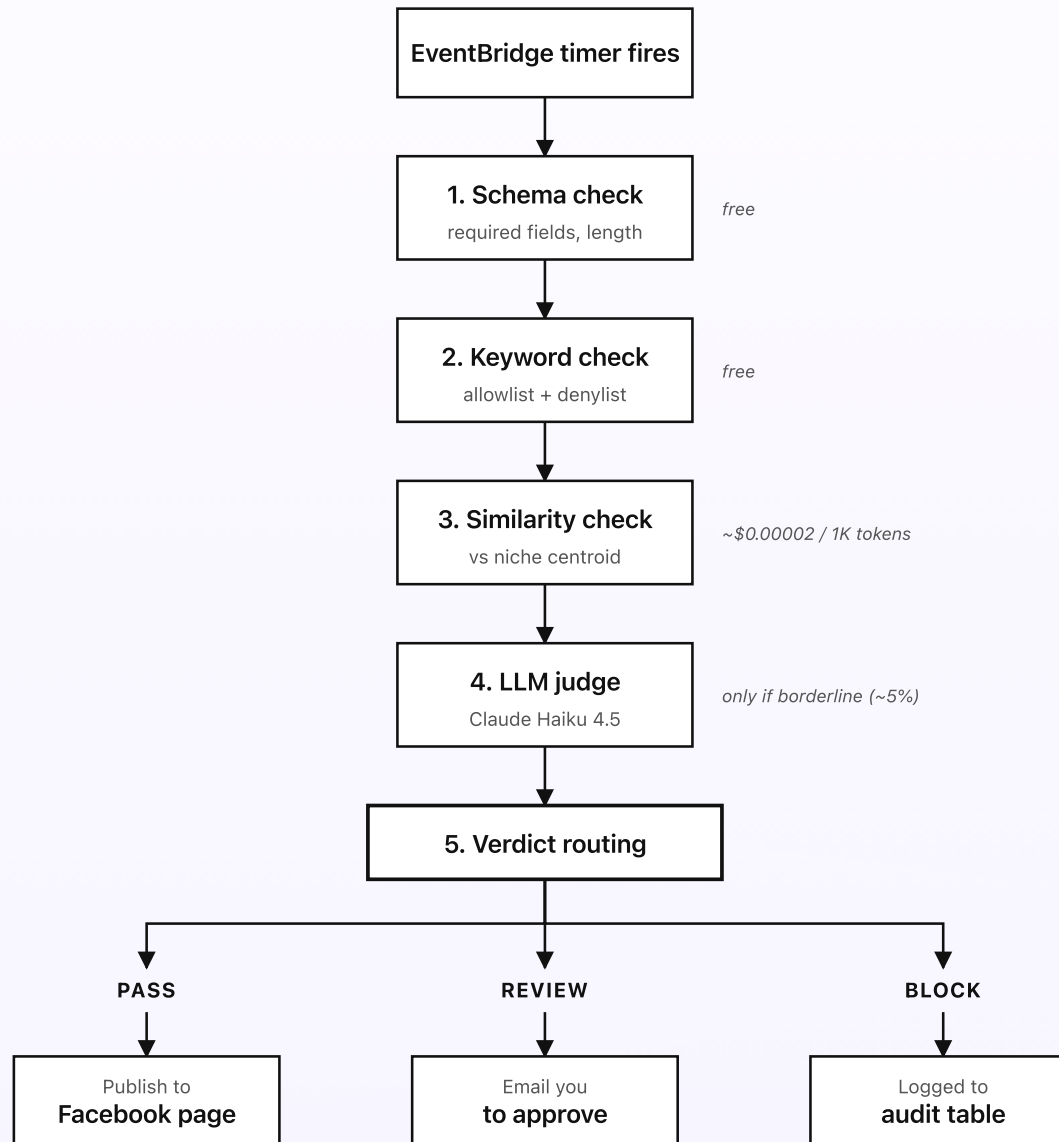 EventBridge timer fires
1. Schema check
required fields, length
free
2. Keyword check
allowlist + denylist
free
3. Similarity check
vs niche centroid
~$0.00002 / 1K tokens
4. LLM judge
Claude Haiku 4.5
only if borderline (~5%)
5. Verdict routing
PASS
REVIEW
BLOCK
Publish to
Facebook page
Email you
to approve
Logged to
audit table